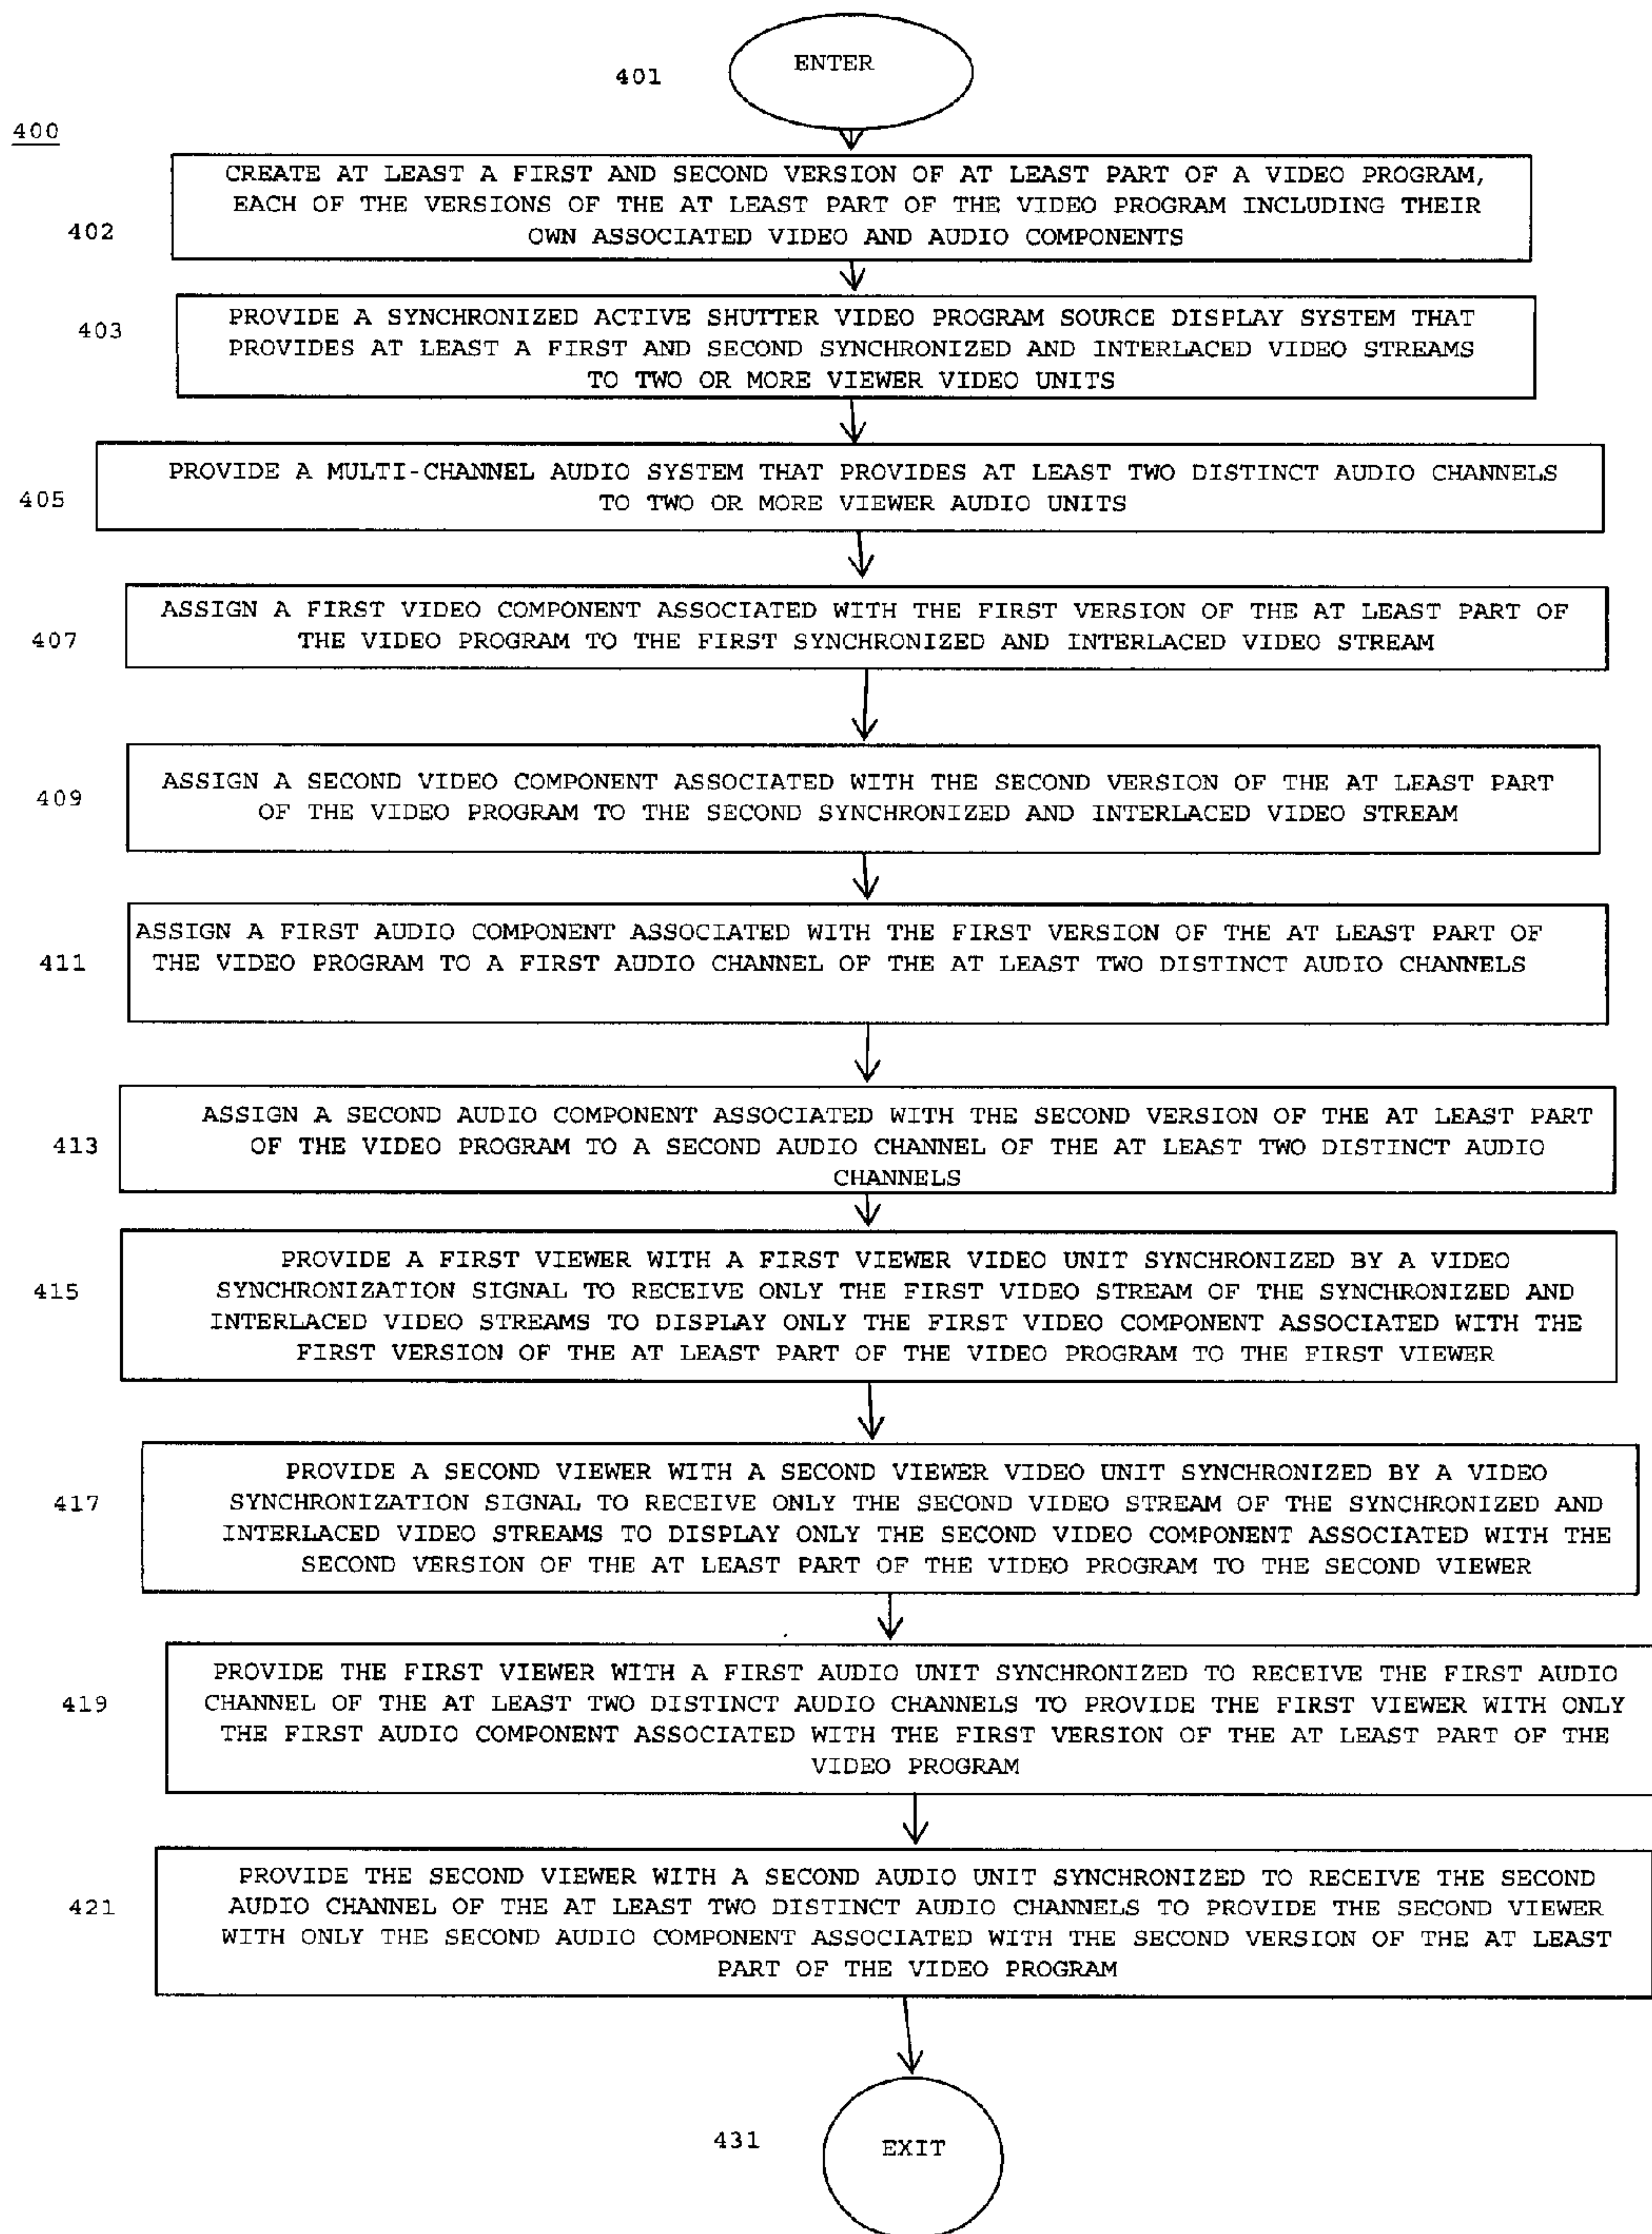 401
ENTER
400
CREATE AT LEAST A FIRST AND SECOND VERSION OF AT LEAST PART OF A VIDEO PROGRAM,
EACH OF THE VERSIONS OF THE AT LEAST PART OF THE VIDEO PROGRAM INCLUDING THEIR
OWN ASSOCIATED VIDEO AND AUDIO COMPONENTS
402
403
PROVIDE A SYNCHRONIZED ACTIVE SHUTTER VIDEO PROGRAM SOURCE DISPLAY SYSTEM THAT
PROVIDES AT LEAST A FIRST AND SECOND SYNCHRONIZED AND INTERLACED VIDEO STREAMS
TO TWO OR MORE VIEWER VIDEO UNITS
405
PROVIDE A MULTI-CHANNEL AUDIO SYSTEM THAT PROVIDES AT LEAST TWO DISTINCT AUDIO CHANNELS
TO TWO OR MORE VIEWER AUDIO UNITS
407
ASSIGN A FIRST VIDEO COMPONENT ASSOCIATED WITH THE FIRST VERSION OF THE AT LEAST PART OF
THE VIDEO PROGRAM TO THE FIRST SYNCHRONIZED AND INTERLACED VIDEO STREAM
409
ASSIGN A SECOND VIDEO COMPONENT ASSOCIATED WITH THE SECOND VERSION OF THE AT LEAST PART
OF THE VIDEO PROGRAM TO THE SECOND SYNCHRONIZED AND INTERLACED VIDEO STREAM
411
ASSIGN A FIRST AUDIO COMPONENT ASSOCIATED WITH THE FIRST VERSION OF THE AT LEAST PART OF
THE VIDEO PROGRAM TO A FIRST AUDIO CHANNEL OF THE AT LEAST TWO DISTINCT AUDIO CHANNELS
413
ASSIGN A SECOND AUDIO COMPONENT ASSOCIATED WITH THE SECOND VERSION OF THE AT LEAST PART
OF THE VIDEO PROGRAM TO A SECOND AUDIO CHANNEL OF THE AT LEAST TWO DISTINCT AUDIO
CHANNELS
415
PROVIDE A FIRST VIEWER WITH A FIRST VIEWER VIDEO UNIT SYNCHRONIZED BY A VIDEO
SYNCHRONIZATION SIGNAL TO RECEIVE ONLY THE FIRST VIDEO STREAM OF THE SYNCHRONIZED AND
INTERLACED VIDEO STREAMS TO DISPLAY ONLY THE FIRST VIDEO COMPONENT ASSOCIATED WITH THE
FIRST VERSION OF THE AT LEAST PART OF THE VIDEO PROGRAM TO THE FIRST VIEWER
417
PROVIDE A SECOND VIEWER WITH A SECOND VIEWER VIDEO UNIT SYNCHRONIZED BY A VIDEO
SYNCHRONIZATION SIGNAL TO RECEIVE ONLY THE SECOND VIDEO STREAM OF THE SYNCHRONIZED AND
INTERLACED VIDEO STREAMS TO DISPLAY ONLY THE SECOND VIDEO COMPONENT ASSOCIATED WITH THE
SECOND VERSION OF THE AT LEAST PART OF THE VIDEO PROGRAM TO THE SECOND VIEWER
419
PROVIDE THE FIRST VIEWER WITH A FIRST AUDIO UNIT SYNCHRONIZED TO RECEIVE THE FIRST AUDIO
CHANNEL OF THE AT LEAST TWO DISTINCT AUDIO CHANNELS TO PROVIDE THE FIRST VIEWER WITH ONLY
THE FIRST AUDIO COMPONENT ASSOCIATED WITH THE FIRST VERSION OF THE AT LEAST PART OF THE
VIDEO PROGRAM
421
PROVIDE THE SECOND VIEWER WITH A SECOND AUDIO UNIT SYNCHRONIZED TO RECEIVE THE SECOND
AUDIO CHANNEL OF THE AT LEAST TWO DISTINCT AUDIO CHANNELS TO PROVIDE THE SECOND VIEWER
WITH ONLY THE SECOND AUDIO COMPONENT ASSOCIATED WITH THE SECOND VERSION OF THE AT LEAST
PART OF THE VIDEO PROGRAM
431
EXIT